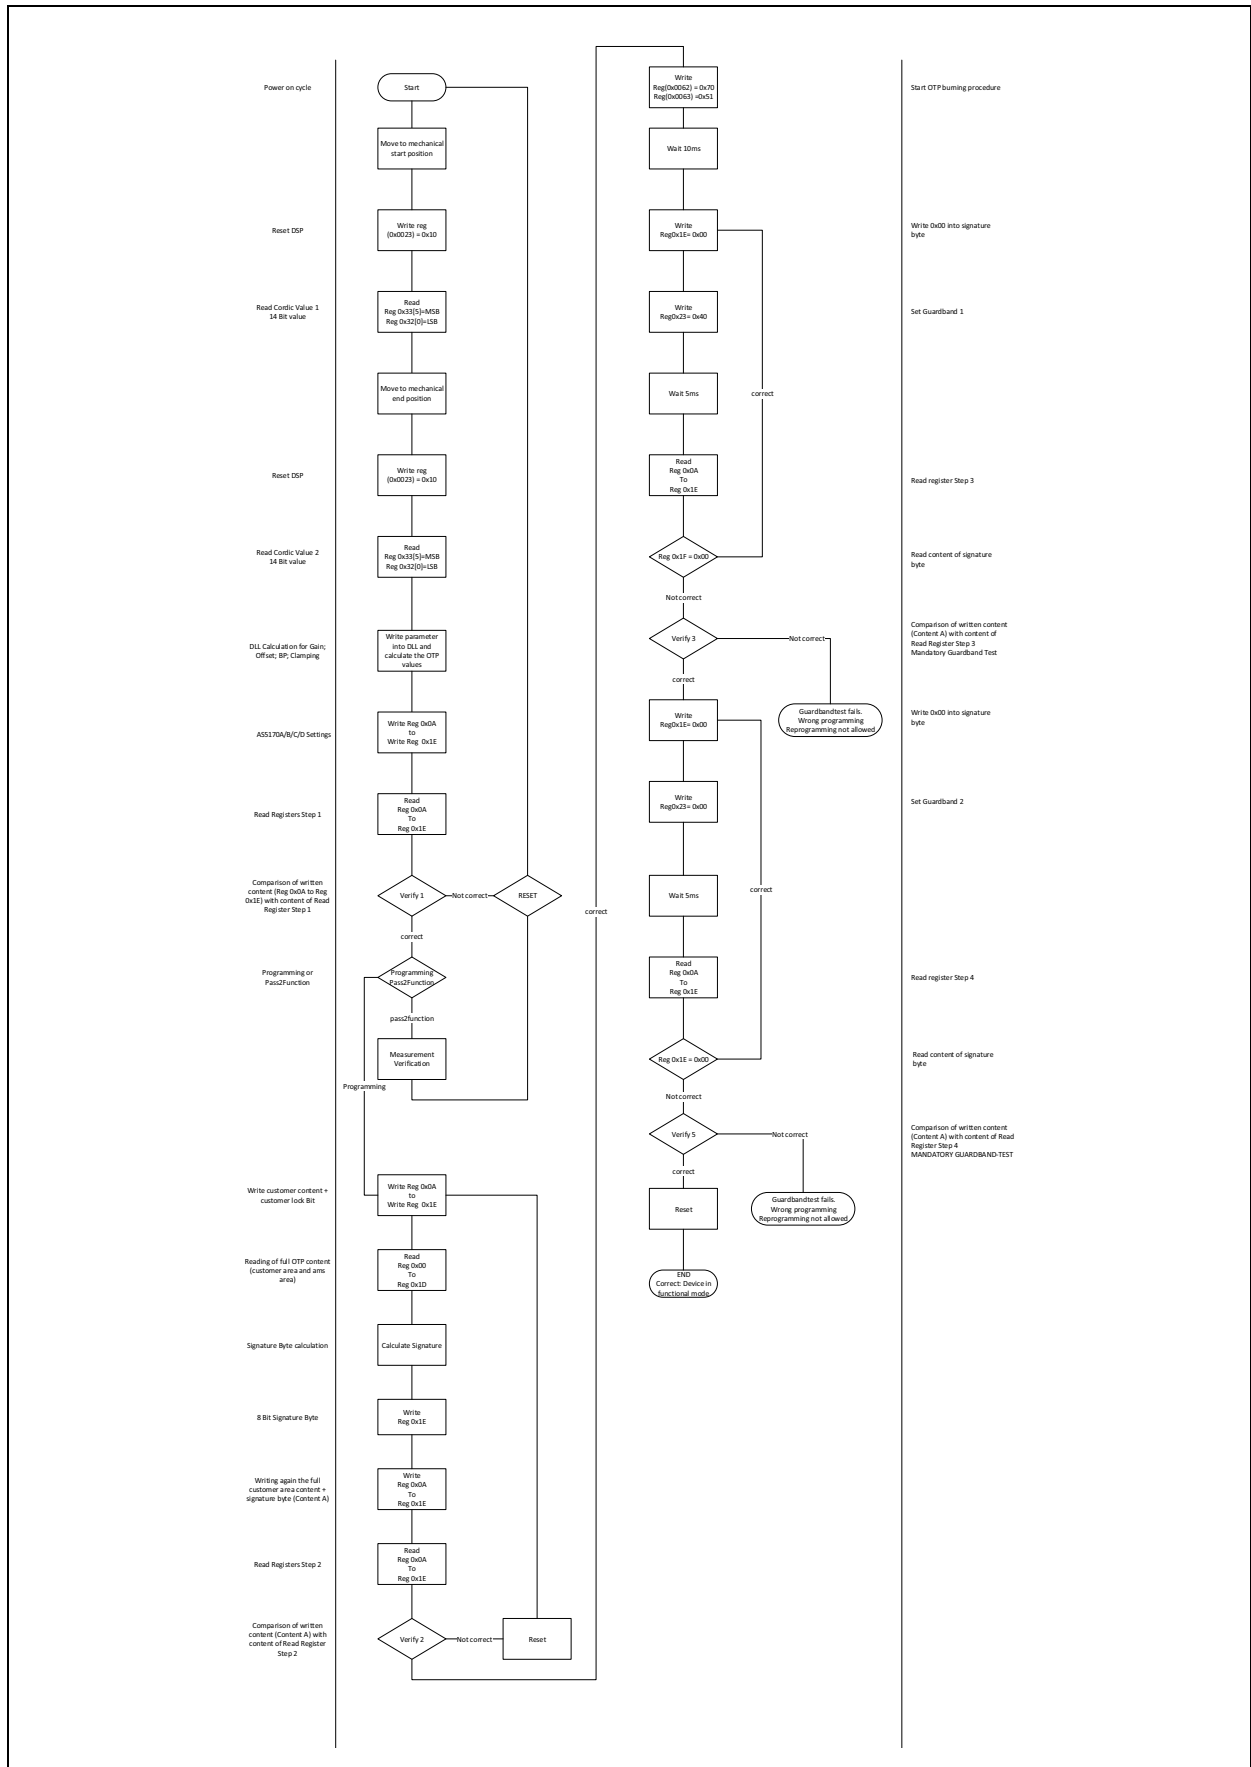 Power on cycle
Start
Move to mechanical
start position
Reset DSP
Write reg
(0x0023) = 0x10
Read Cordic Value 1
14 Bit value
Read
Reg 0x33[5]=MSB
Reg 0x32[0]=LSB
Move to mechanical
end position
Reset DSP
Write reg
(0x0023) = 0x10
Read Cordic Value 2
14 Bit value
Read
Reg 0x33[5]=MSB
Reg 0x32[0]=LSB
DLL Calculation for Gain;
Offset; BP; Clamping
Write parameter
into DLL and
calculate the OTP
values
AS5170A/B/C/D Settings
Write Reg 0x0A
to
Write Reg 0x1E
Read Registers Step 1
Read
Reg 0x0A
To
Reg 0x1E
Comparison of written
content (Reg 0x0A to Reg
0x1E) with content of Read
Register Step 1
Verify 1
Not correct
RESET
correct
Programming or
Pass2Function
Programming
Pass2Function
pass2function
Measurement
Verification
Programming
Write customer content +
customer lock Bit
Write Reg 0x0A
to
Write Reg 0x1E
Reading of full OTP content
(customer area and ams
area)
Read
Reg 0x00
To
Reg 0x1D
Signature Byte calculation
Calculate Signature
8 Bit Signature Byte
Write
Reg 0x1E
Writing again the full
customer area content +
signature byte (Content A)
Write
Reg 0x0A
To
Reg 0x1E
Read Registers Step 2
Read
Reg 0x0A
To
Reg 0x1E
Comparison of written
content (Content A) with
content of Read Register
Step 2
Verify 2
Not correct
Reset
correct
Write
Reg(0x0062) = 0x70
Reg(0x0063) =0x51
Start OTP burning procedure
Wait 10ms
Write
Reg0x1E= 0x00
Write 0x00 into signature
byte
Write
Reg0x23= 0x40
Set Guardband 1
Wait 5ms
correct
Read
Reg 0x0A
To
Reg 0x1E
Read register Step 3
Reg 0x1F = 0x00
Read content of signature
byte
Not correct
Verify 3
Not correct
Comparison of written content
(Content A) with content of
Read Register Step 3
Mandatory Guardband Test
correct
Guardbandtest fails.
Wrong programming
Reprogramming not allowed
Write
Reg0x1E= 0x00
Write 0x00 into signature
byte
Write
Reg0x23= 0x00
Set Guardband 2
Wait 5ms
correct
Read
Reg 0x0A
To
Reg 0x1E
Read register Step 4
Reg 0x1E = 0x00
Read content of signature
byte
Not correct
Verify 5
Not correct
Comparison of written content
(Content A) with content of Read
Register Step 4
MANDATORY GUARDBAND-TEST
correct
Guardbandtest fails.
Wrong programming
Reprogramming not allowed
Reset
END
Correct: Device in
functional mode